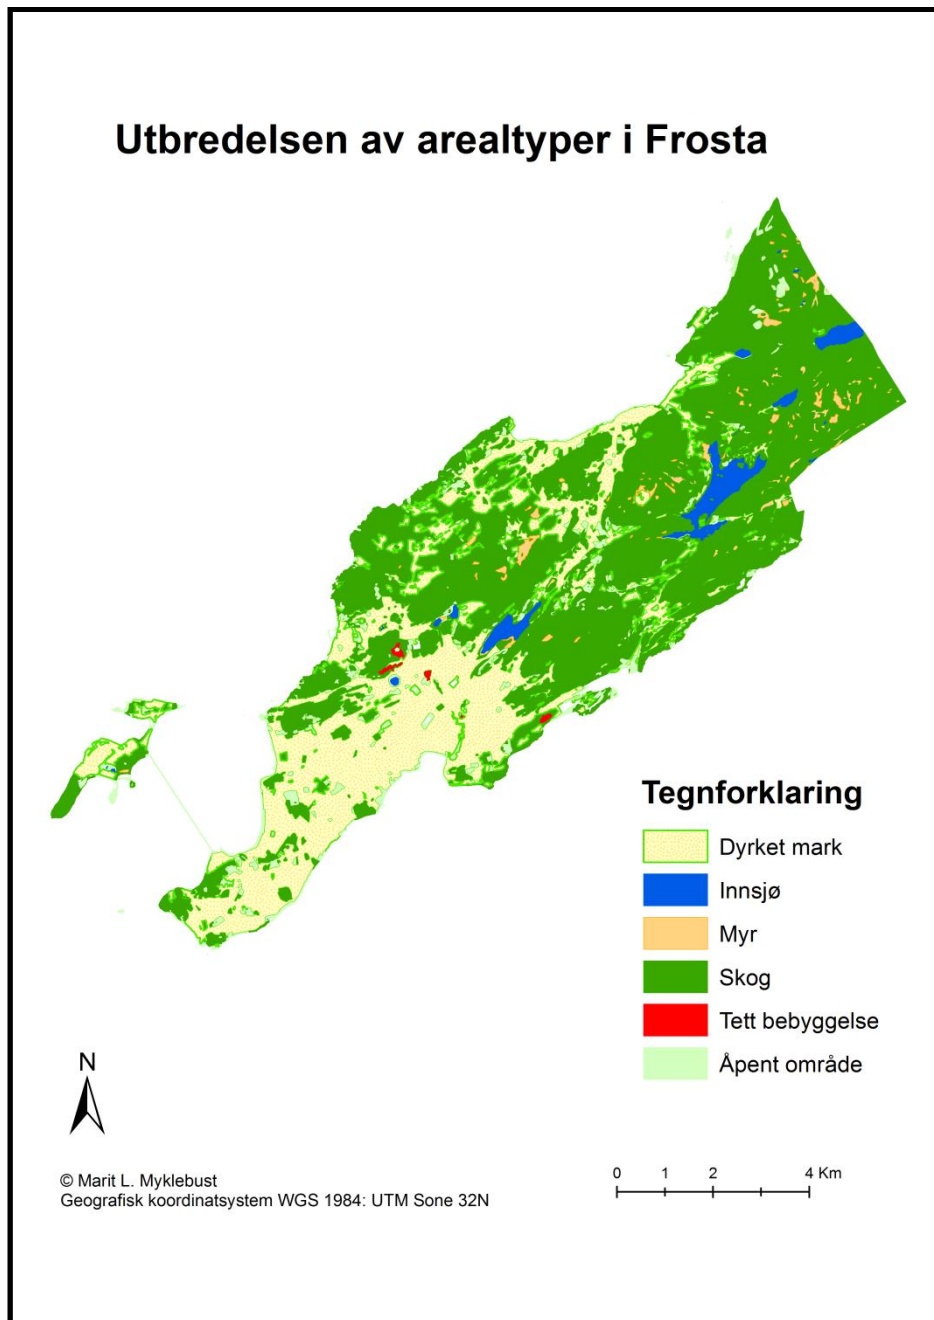 Utbredelsen av arealtyper i Frosta
Tegnforklaring
Dyrket mark
Innsjø
Myr
Skog
Tett bebyggelse
Åpent område
N
0 1 2 4 Km
© Marit L. Myklebust
Geografisk koordinatsystem WGS 1984: UTM Sone 32N